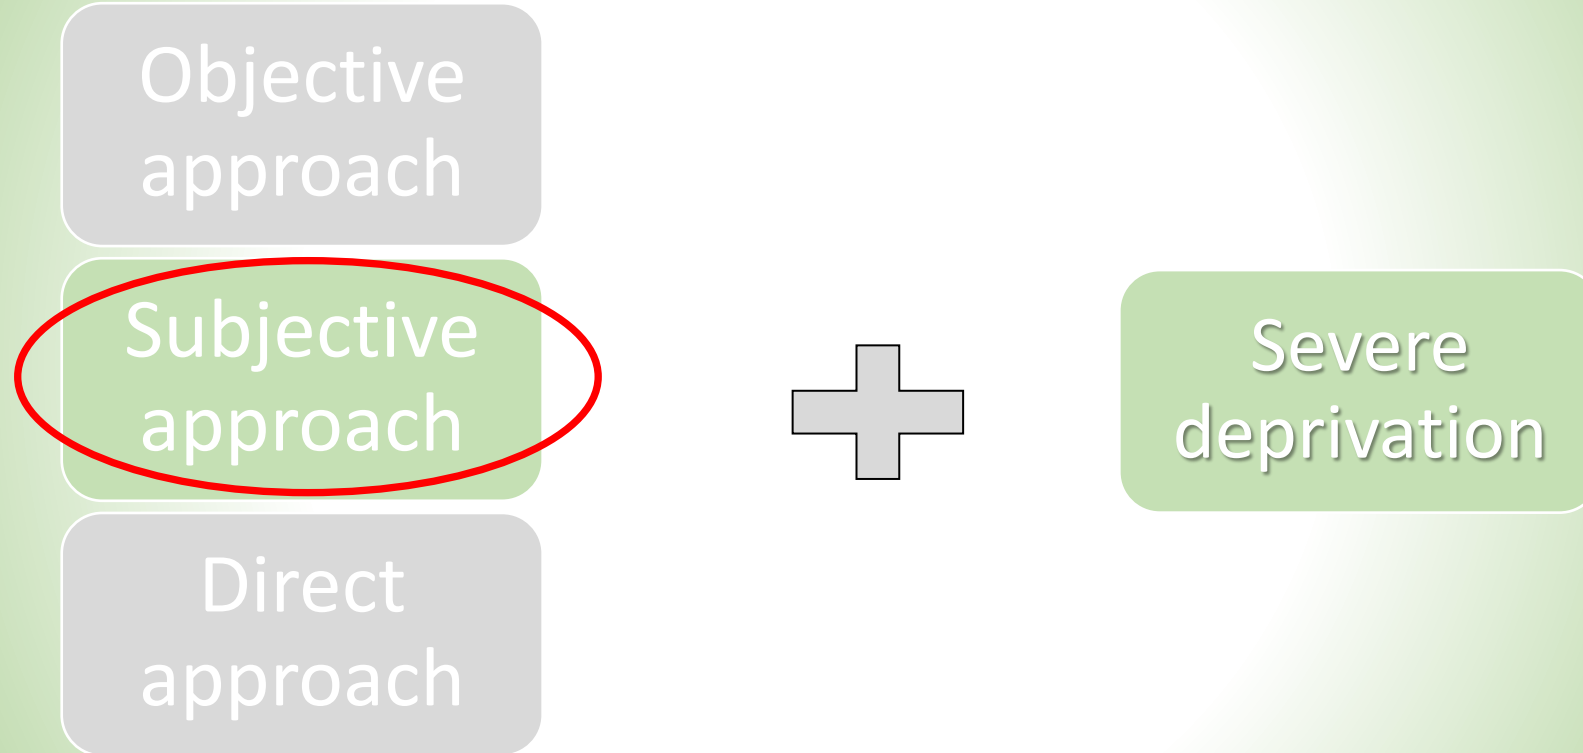 Objective
approach
Subjective
approach
Direct
approach
Severe
deprivation